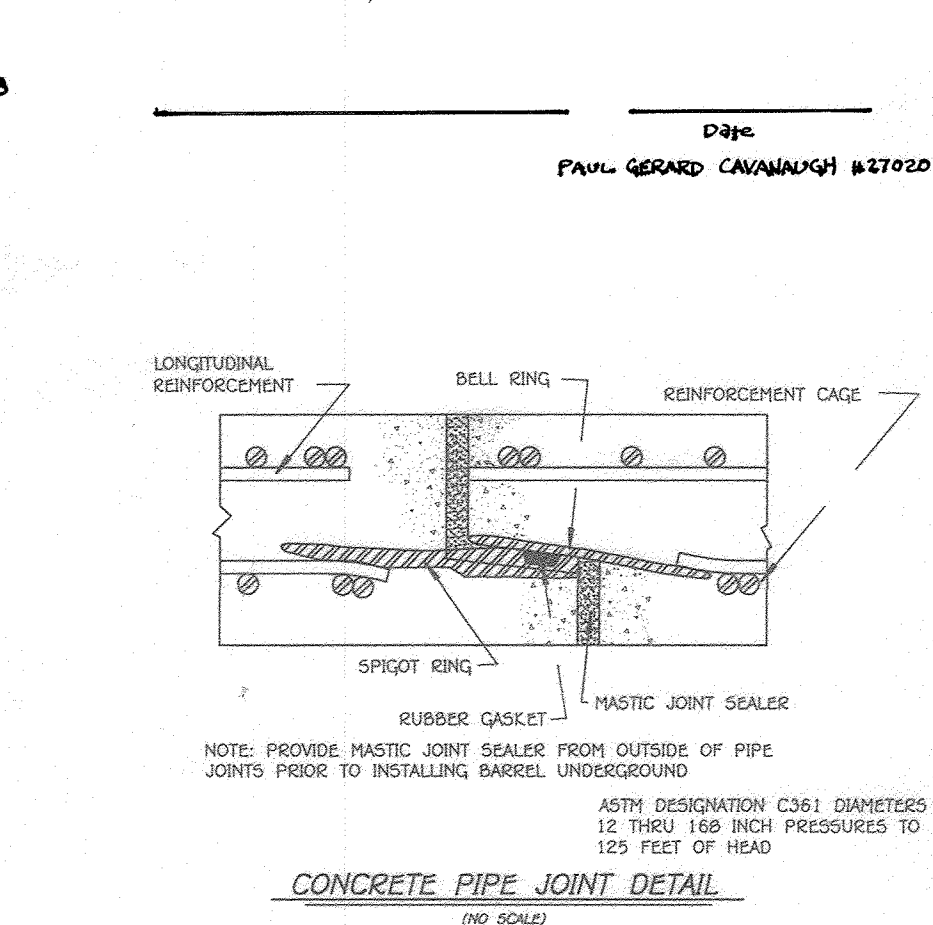 Date
PAUL GERARD CAVANAUGH #27020
LONGITUDINAL
REINFORCEMENT
BELL RING
REINFORCEMENT CAGE
SPIGOT RING
MASTIC JOINT SEALER
RUBBER GASKET
NOTE: PROVIDE MASTIC JOINT SEALER FROM OUTSIDE OF PIPE
JOINTS PRIOR TO INSTALLING BARREL UNDERGROUND
ASTM DESIGNATION C361 DIAMETERS
12 THRU 168 INCH PRESSURES TO
125 FEET OF HEAD
CONCRETE PIPE JOINT DETAIL
(NO SCALE)